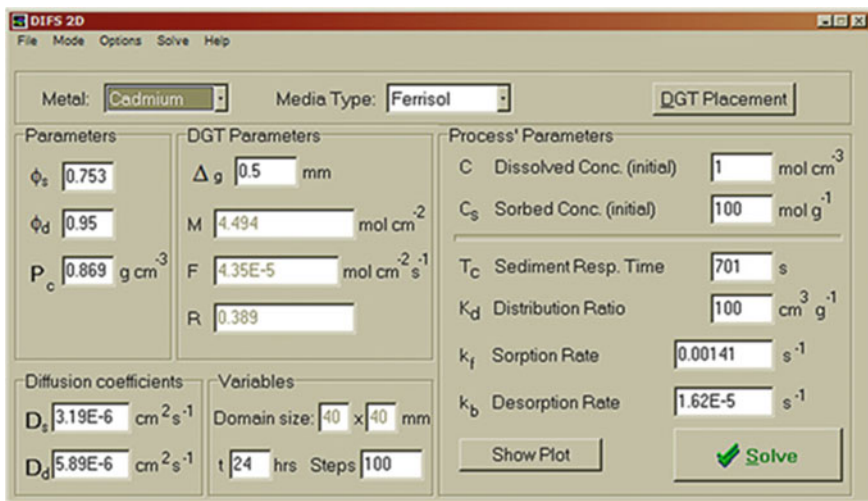 DIFS 2D
File Mode Options Solve Help
Metal: Cadmium Media Type: Ferrisol DGT Placement
Parameters
ϕs 0.753
ϕd 0.95
Pc 0.869 g cm-3
DGT Parameters
Δg 0.5 mm
M 4.494 mol cm-2
F 4.35E-5 mol cm-2 s-1
R 0.389
Process' Parameters
C Dissolved Conc. (initial) 1 mol cm-3
Cs Sorbed Conc. (initial) 100 mol g-1
Tc Sediment Resp. Time 701 s
Kd Distribution Ratio 100 cm3 g-1
kf Sorption Rate 0.00141 s-1
kb Desorption Rate 1.62E-5 s-1
Diffusion coefficients
Ds 3.19E-6 cm2 s-1
Dd 5.89E-6 cm2 s-1
Variables
Domain size: 40 x 40 mm
t 24 hrs Steps 100
Show Plot Solve